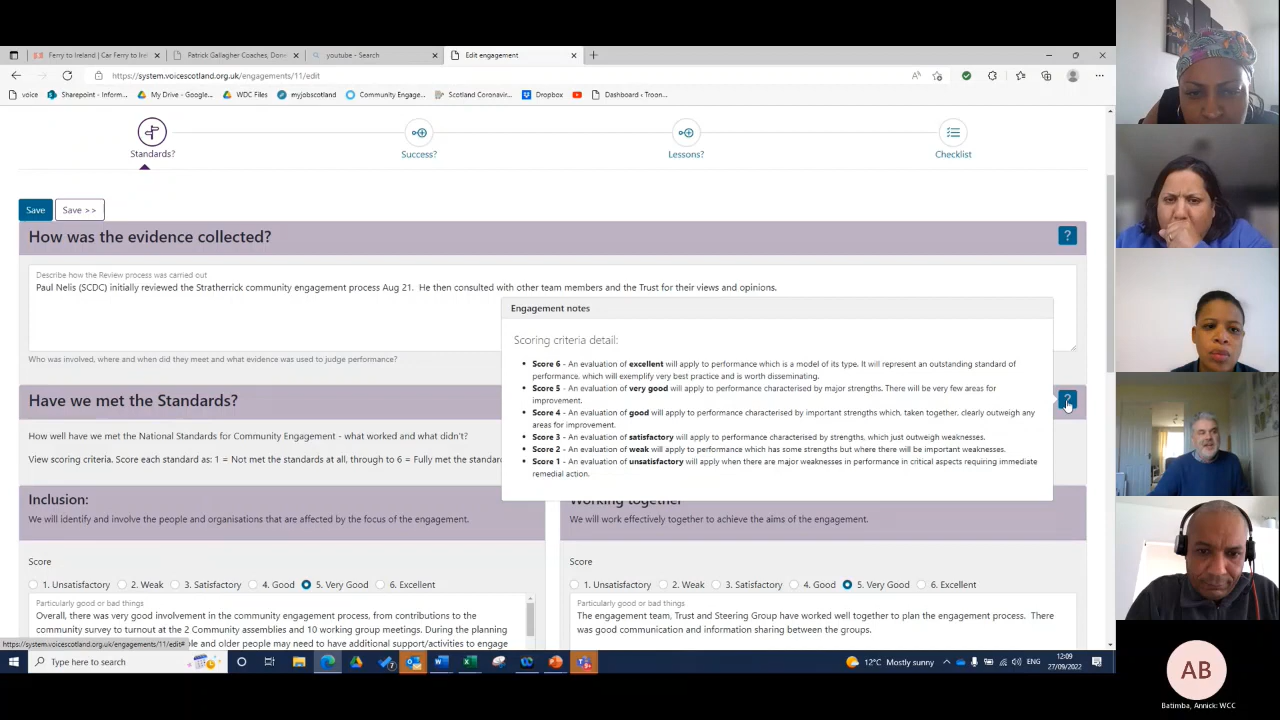 Ferry to Ireland | Car Ferry to Ire
Patrick Gallagher Coaches, Don
youtube - Search
Edit engagement
https://system.voicescotland.org.uk/engagements/11/edit
voice
Sharepoint - Inform...
My Drive - Google...
WDC Files
myjobscotland
Community Engage...
Scotland Coronavir...
Dropbox
Dashboard ‹ Troon...
Standards?
Success?
Lessons?
Checklist
Save
Save >>
How was the evidence collected?
?
Describe how the Review process was carried out
Paul Nelis (SCDC) initially reviewed the Stratherrick community engagement process Aug 21. He then consulted with other team members and the Trust for their views and opinions.
Who was involved, where and when did they meet and what evidence was used to judge performance?
Engagement notes
Scoring criteria detail:
Score 6 - An evaluation of excellent will apply to performance which is a model of its type. It will represent an outstanding standard of
performance, which will exemplify very best practice and is worth disseminating.
Score 5 - An evaluation of very good will apply to performance characterised by major strengths. There will be very few areas for
improvement.
Score 4 - An evaluation of good will apply to performance characterised by important strengths which, taken together, clearly outweigh any
areas for improvement.
Score 3 - An evaluation of satisfactory will apply to performance characterised by strengths, which just outweigh weaknesses.
Score 2 - An evaluation of weak will apply to performance which has some strengths but where there will be important weaknesses.
Score 1 - An evaluation of unsatisfactory will apply when there are major weaknesses in performance in critical aspects requiring immediate
remedial action.
Have we met the Standards?
?
How well have we met the National Standards for Community Engagement - what worked and what didn't?
View scoring criteria. Score each standard as: 1 = Not met the standards at all, through to 6 = Fully met the standa
Inclusion:
We will identify and involve the people and organisations that are affected by the focus of the engagement.
Score
1. Unsatisfactory 2. Weak 3. Satisfactory 4. Good 5. Very Good 6. Excellent
Particularly good or bad things
Overall, there was very good involvement in the community engagement process, from contributions to the
community survey to turnout at the 2 Community assemblies and 10 working group meetings. During the planning
le and older people may need to have additional support/activities to engage
Working together
We will work effectively together to achieve the aims of the engagement.
Score
1. Unsatisfactory 2. Weak 3. Satisfactory 4. Good 5. Very Good 6. Excellent
Particularly good or bad things
The engagement team, Trust and Steering Group have worked well together to plan the engagement process. There
was good communication and information sharing between the groups.
https://system.voicescotland.org.uk/engagements/11/edit#
Type here to search
12°C Mostly sunny
ENG
12:09
27/09/2022
AB
Batimba, Annick: WCC